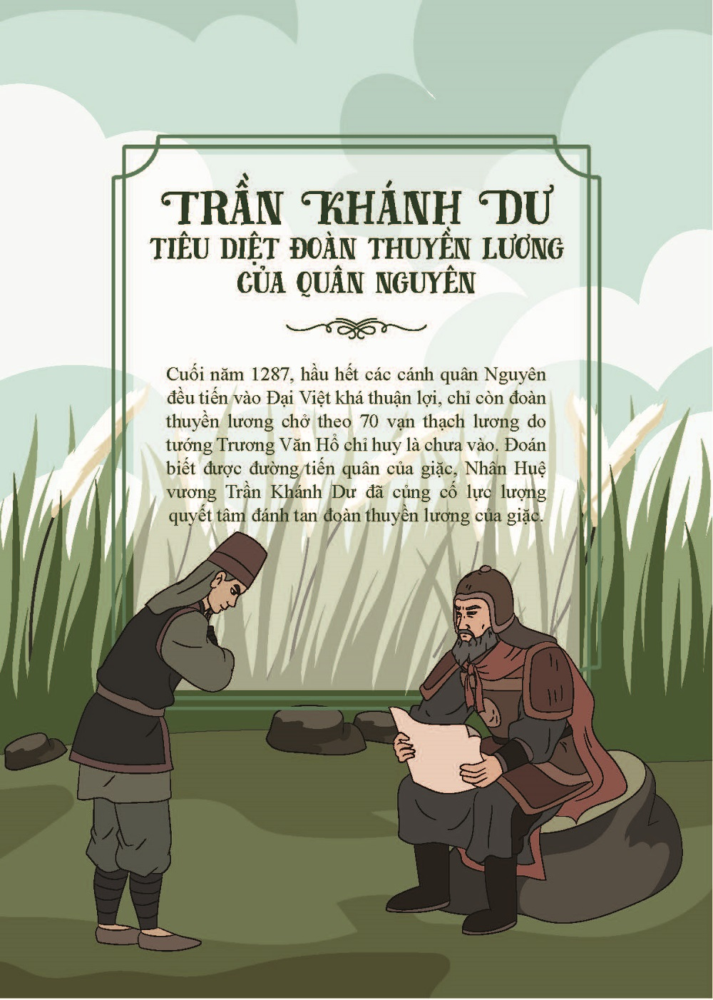 TRẦN KHÁNH DƯ
TIÊU DIỆT ĐOÀN THUYỀN LƯƠNG
CỦA QUÂN NGUYÊN
Cuối năm 1287, hầu hết các cánh quân Nguyên
đều tiến vào Đại Việt khá thuận lợi, chỉ còn đoàn
thuyền lương chở theo 70 vạn thạch lương do
tướng Trương Văn Hổ chỉ huy là chưa vào. Đoán
biết được đường tiến quân của giặc, Nhân Huệ
vương Trần Khánh Dư đã củng cố lực lượng
quyết tâm đánh tan đoàn thuyền lương của giặc.